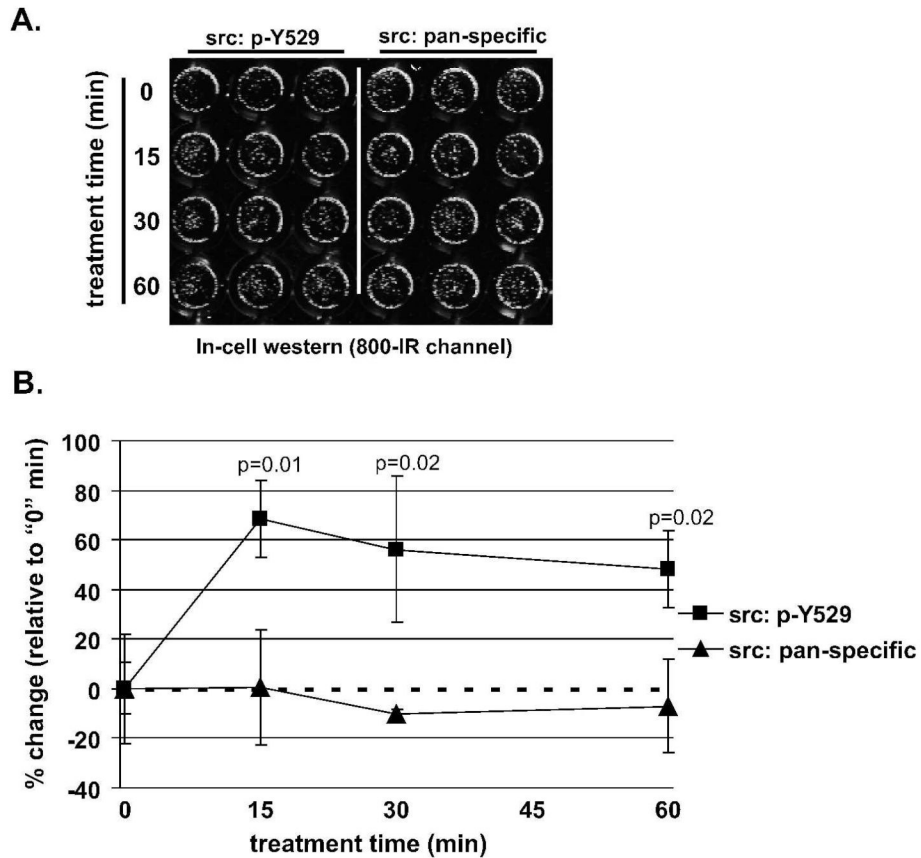 A.
src: p-Y529
src: pan-specific
treatment time (min)
0
15
30
60
In-cell western (800-IR channel)
B.
% change (relative to “0” min)
100
80
60
40
20
0
-20
-40
p=0.01
p=0.02
p=0.02
src: p-Y529
src: pan-specific
0 15 30 45 60
treatment time (min)